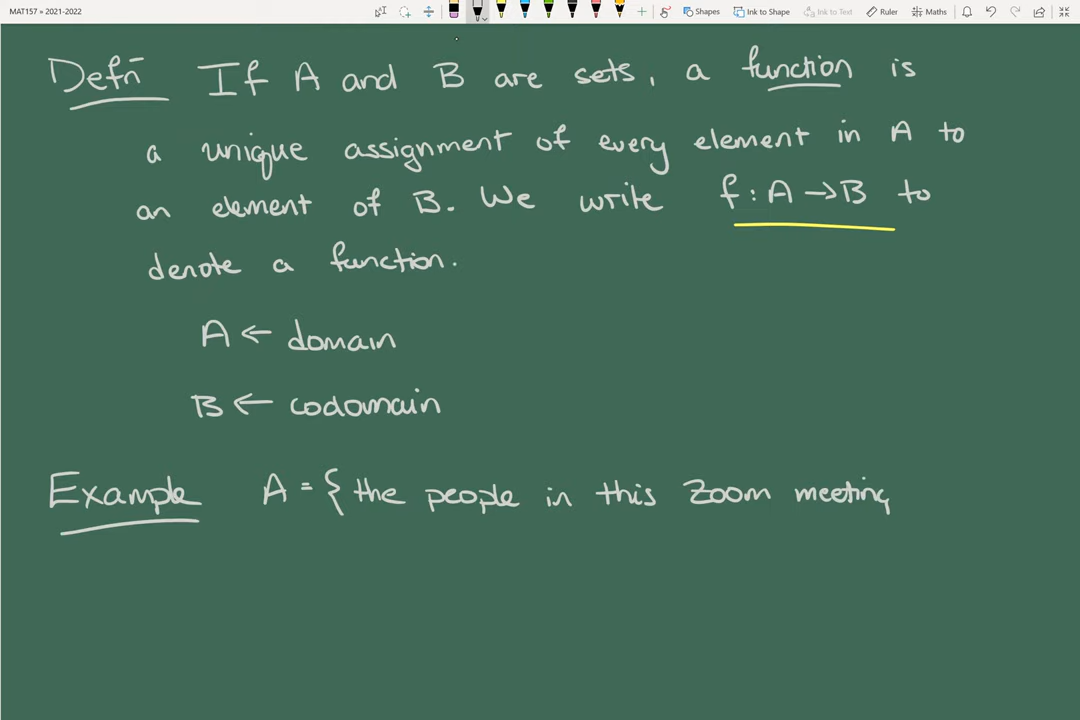 MAT157 » 2021-2022
Shapes Ink to Shape Ink to Text Ruler Maths
Defn̄ If A and B are sets, a function is
a unique assignment of every element in A to
an element of B. We write f : A → B to
denote a function.
A ← domain
B ← codomain
Example A = { the people in this Zoom meeting